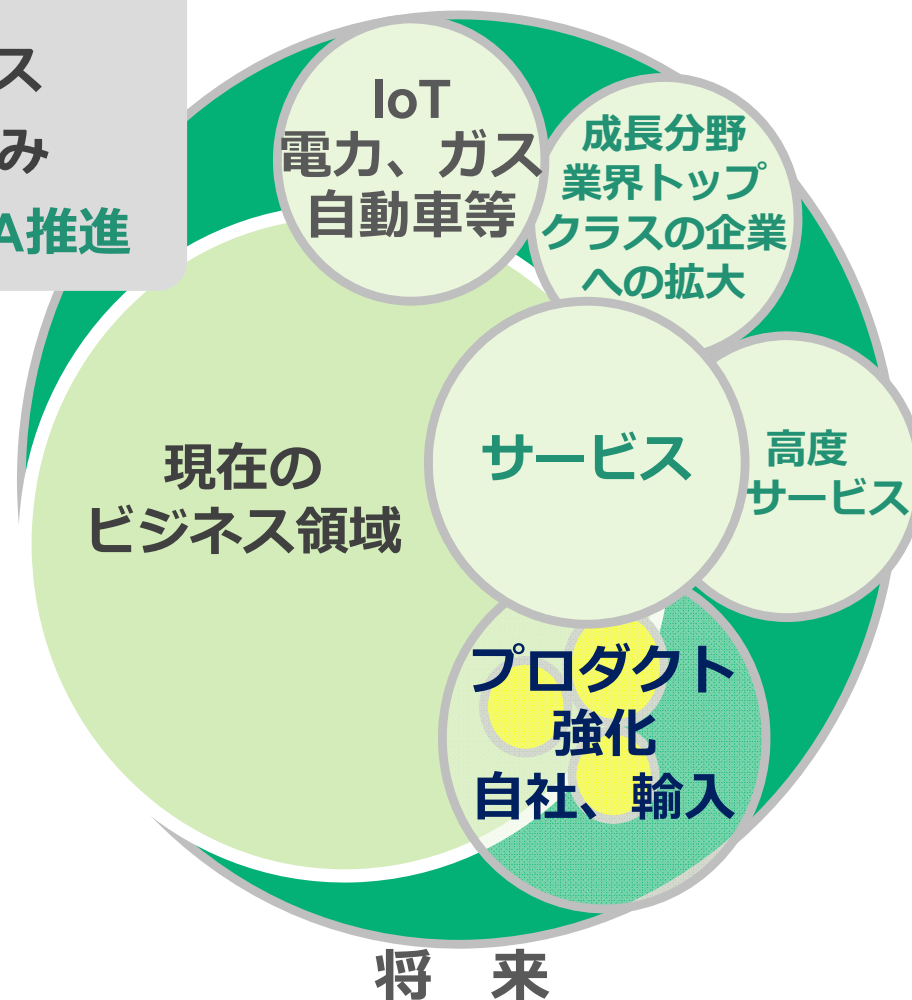 ス
み
A推進
IoT
電力、ガス
自動車等
成長分野
業界トップ
クラスの企業
への拡大
現在の
ビジネス領域
サービス
高度
サービス
プロダクト
強化
自社、輸入
将　来